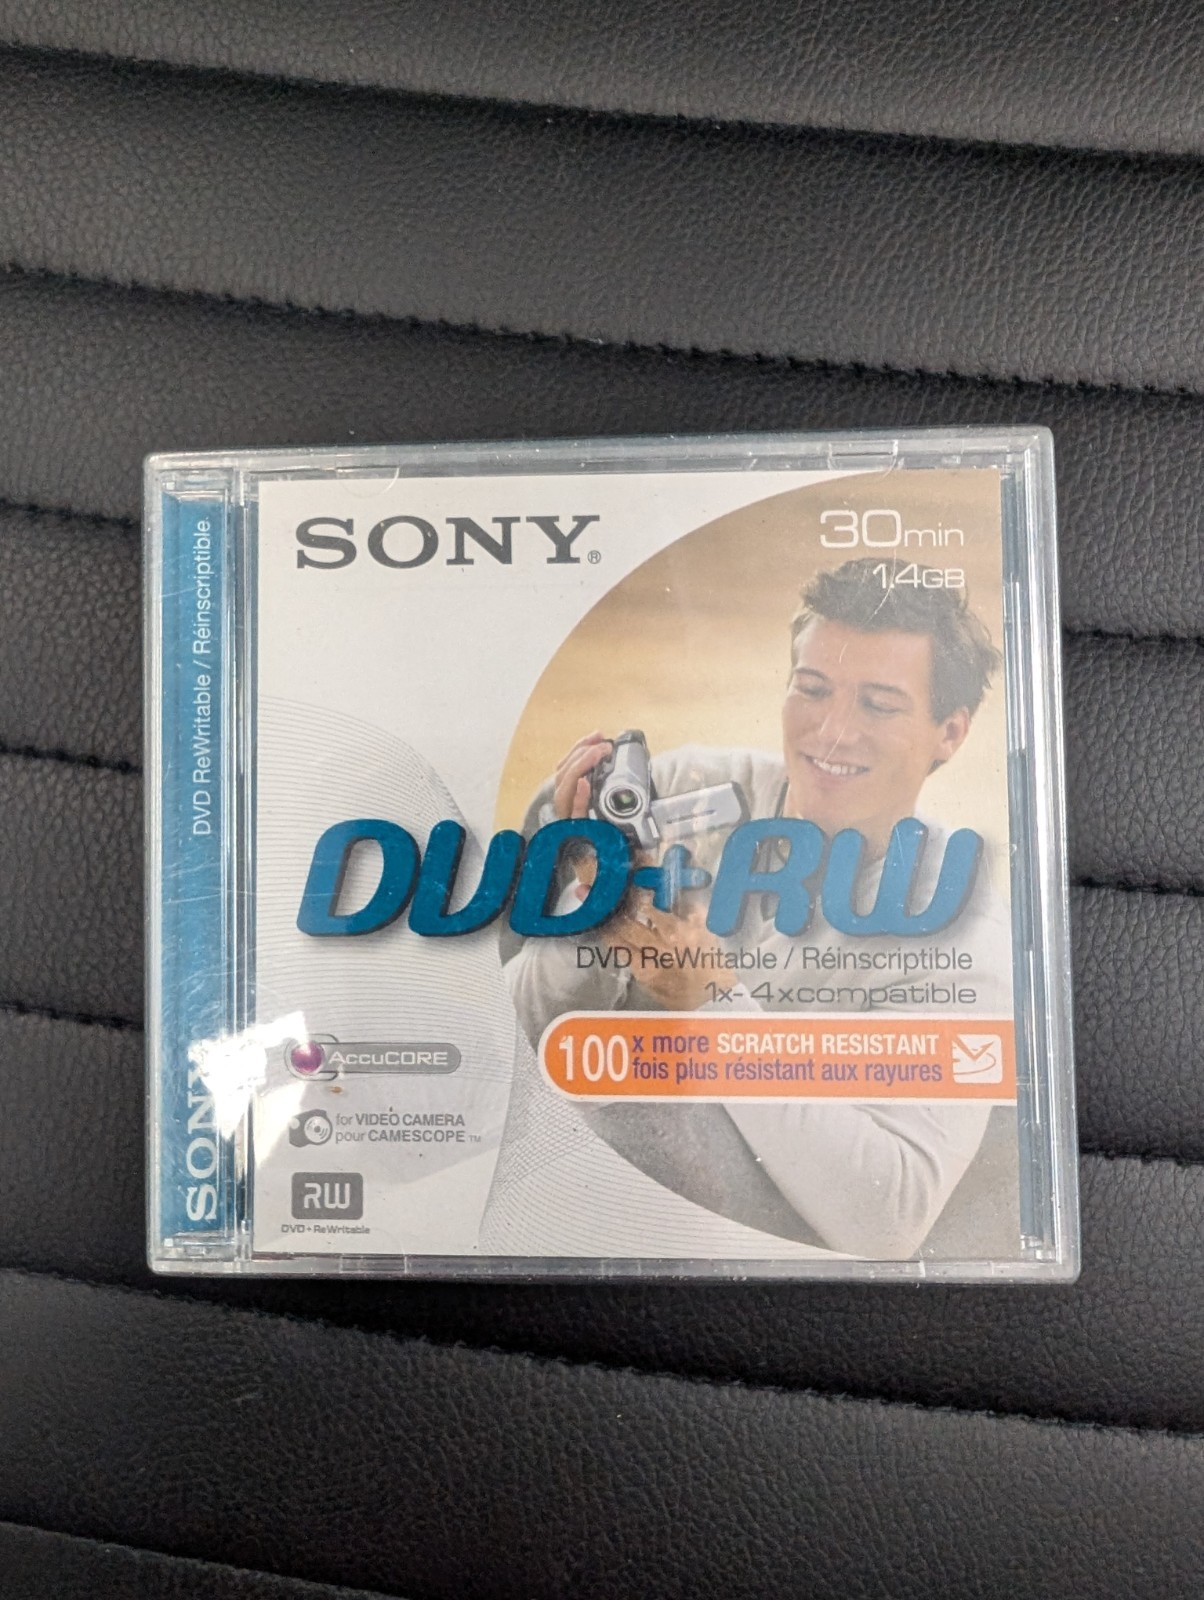 SONY®
30min
1.4GB
DVD+RW
DVD ReWritable / Réinscriptible
1x-4xcompatible
100 x more SCRATCH RESISTANT
fois plus résistant aux rayures
AccuCORE
for VIDEO CAMERA
pour CAMESCOPE ™
RW
DVD+ReWritable
SONY
DVD ReWritable / Réinscriptible